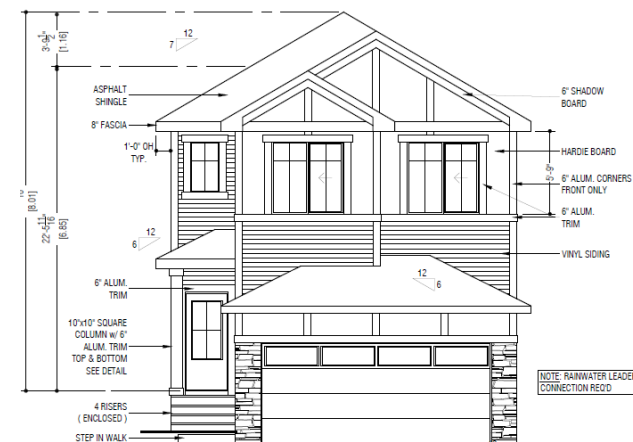 12
7
3'-9 1/2"
[1.16]
ASPHALT
SHINGLE
8" FASCIA
1'-0" OH
TYP.
[8.01]
22'-5 11/16"
[6.85]
12
6
6" ALUM.
TRIM
10"x10" SQUARE
COLUMN w/ 6"
ALUM. TRIM
TOP & BOTTOM
SEE DETAIL
4 RISERS
( ENCLOSED )
STEP IN WALK
12
6
6" SHADOW
BOARD
HARDIE BOARD
5'-9"
6" ALUM. CORNERS
FRONT ONLY
6" ALUM.
TRIM
VINYL SIDING
NOTE: RAINWATER LEADE
CONNECTION REQ'D